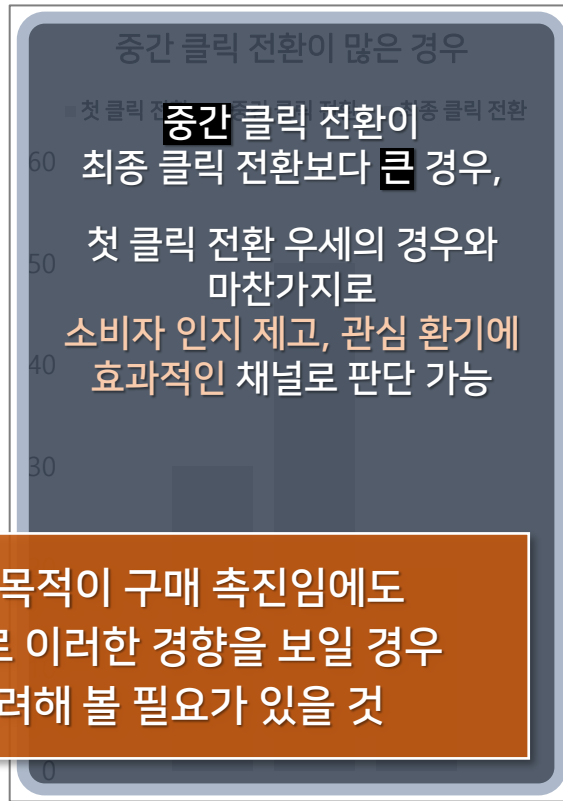 중간 클릭 전환이 많은 경우
첫 클릭 최종 클릭 전환
중간 클릭 전환이
60
최종 클릭 전환보다 큰 경우,
50
첫 클릭 전환 우세의 경우와
마찬가지로
소비자 인지 제고, 관심 환기에
40
효과적인 채널로 판단 가능
30
목적이 구매 촉진임에도
이러한 경향을 보일 경우
려해 볼 필요가 있을 것
0